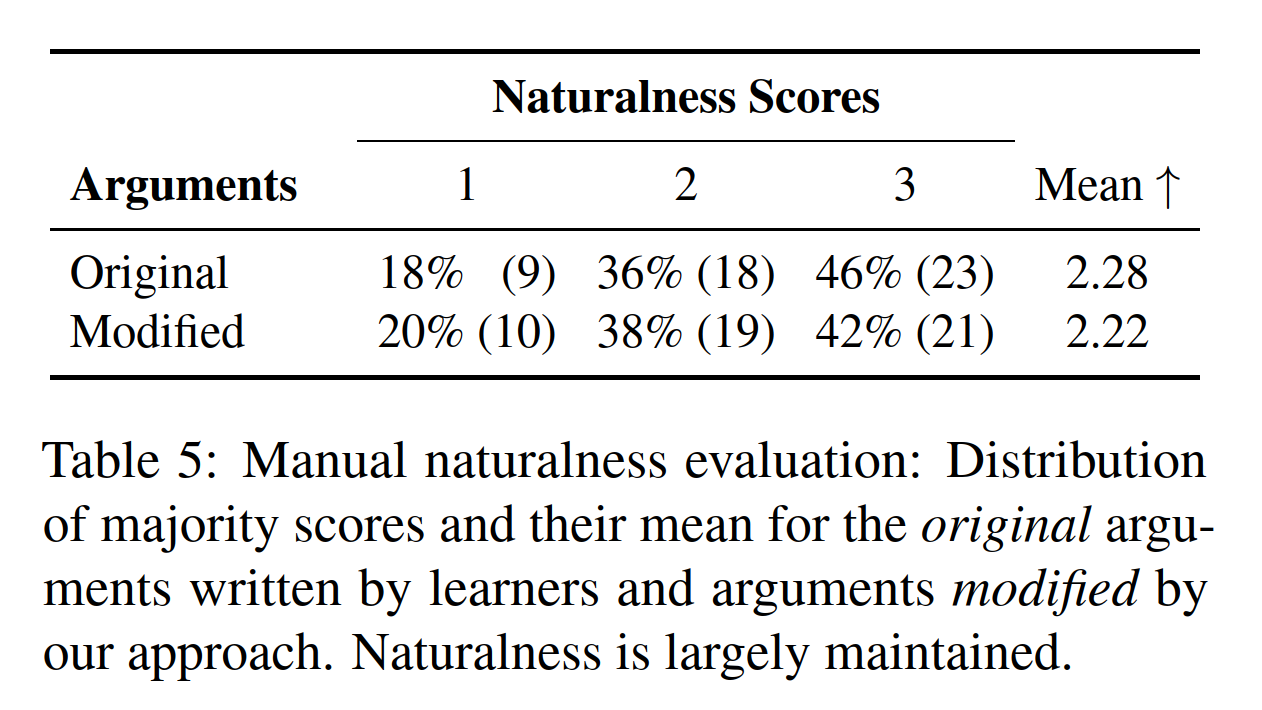 Naturalness Scores
Arguments 1 2 3 Mean ↑
Original 18% (9) 36% (18) 46% (23) 2.28
Modified 20% (10) 38% (19) 42% (21) 2.22
Table 5: Manual naturalness evaluation: Distribution
of majority scores and their mean for the original argu-
ments written by learners and arguments modified by
our approach. Naturalness is largely maintained.